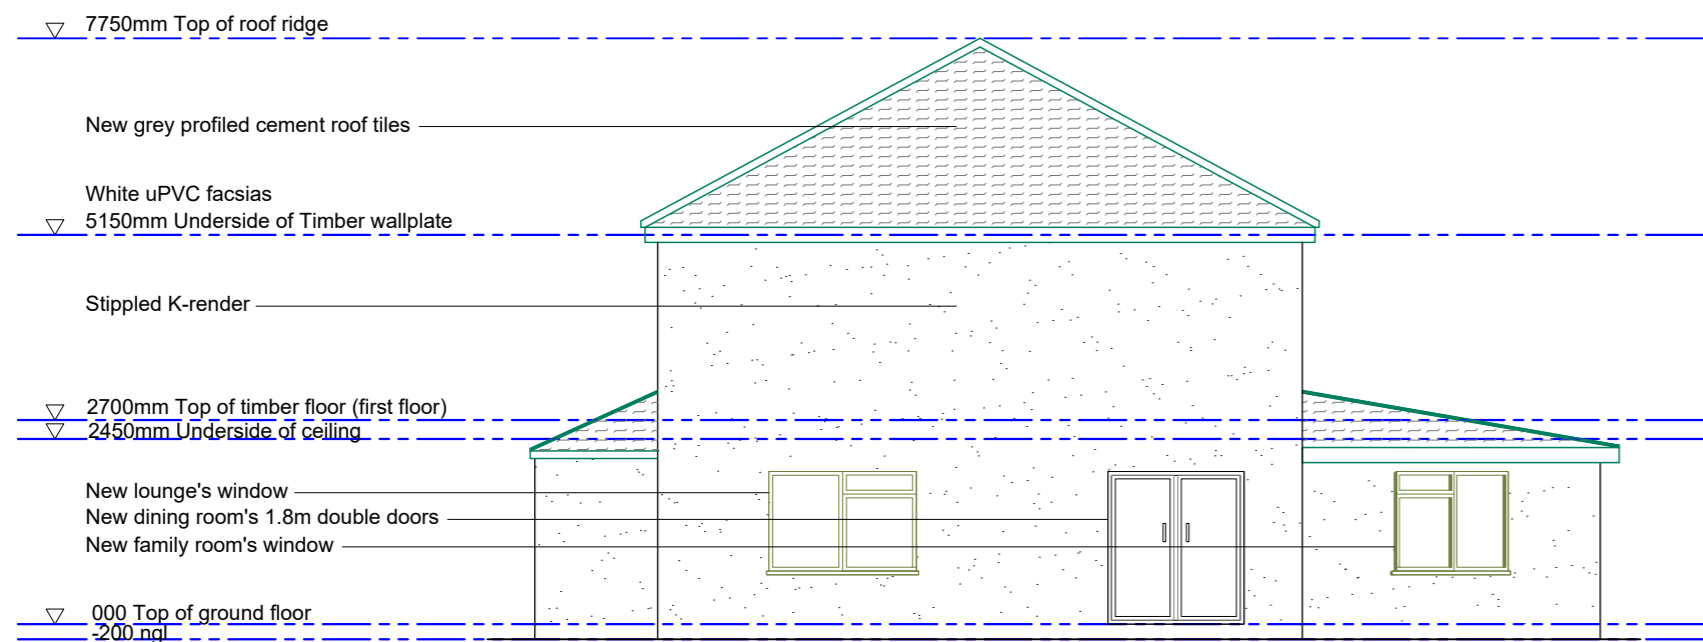 7750mm Top of roof ridge
New grey profiled cement roof tiles
White uPVC facsias
5150mm Underside of Timber wallplate
Stippled K-render
2700mm Top of timber floor (first floor)
2450mm Underside of ceiling
New lounge's window
New dining room's 1.8m double doors
New family room's window
000 Top of ground floor
-200 ngl